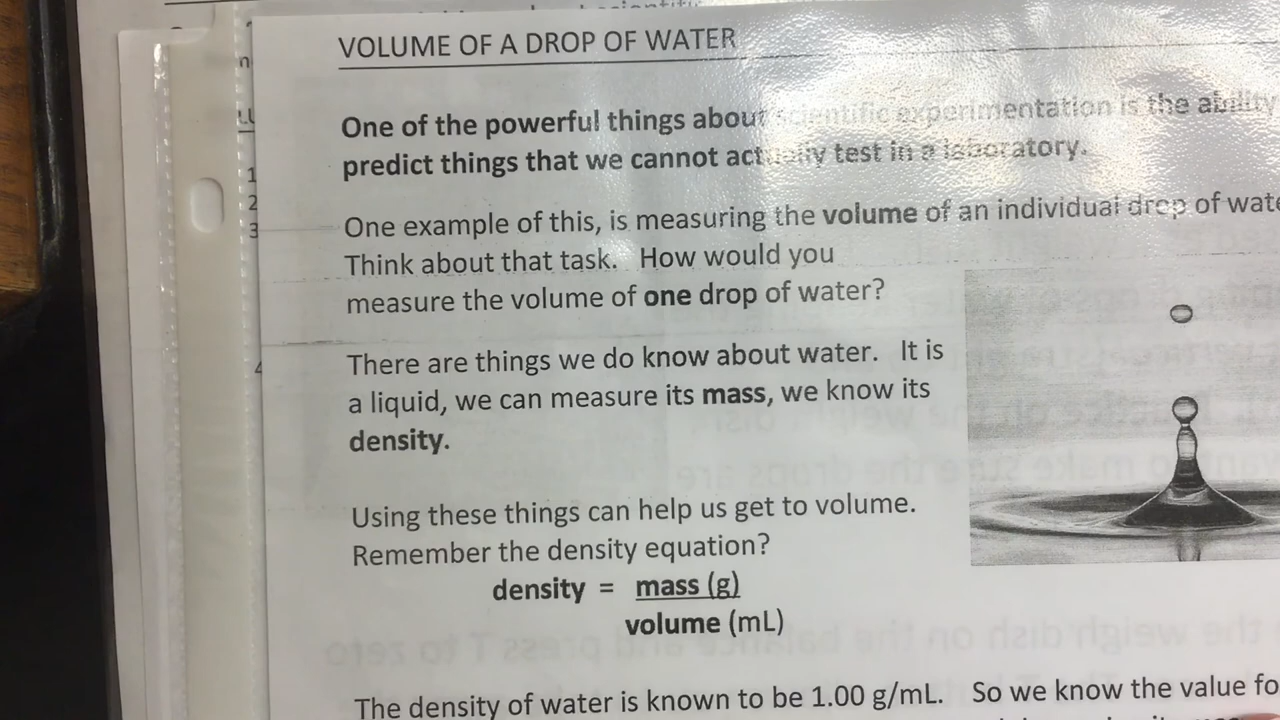 VOLUME OF A DROP OF WATER
One of the powerful things about scientific experimentation is the ability
predict things that we cannot actually test in a laboratory.
One example of this, is measuring the volume of an individual drop of wate
Think about that task. How would you
measure the volume of one drop of water?
There are things we do know about water. It is
a liquid, we can measure its mass, we know its
density.
Using these things can help us get to volume.
Remember the density equation?
density = mass (g)
volume (mL)
The density of water is known to be 1.00 g/mL. So we know the value fo
1
2
3
4